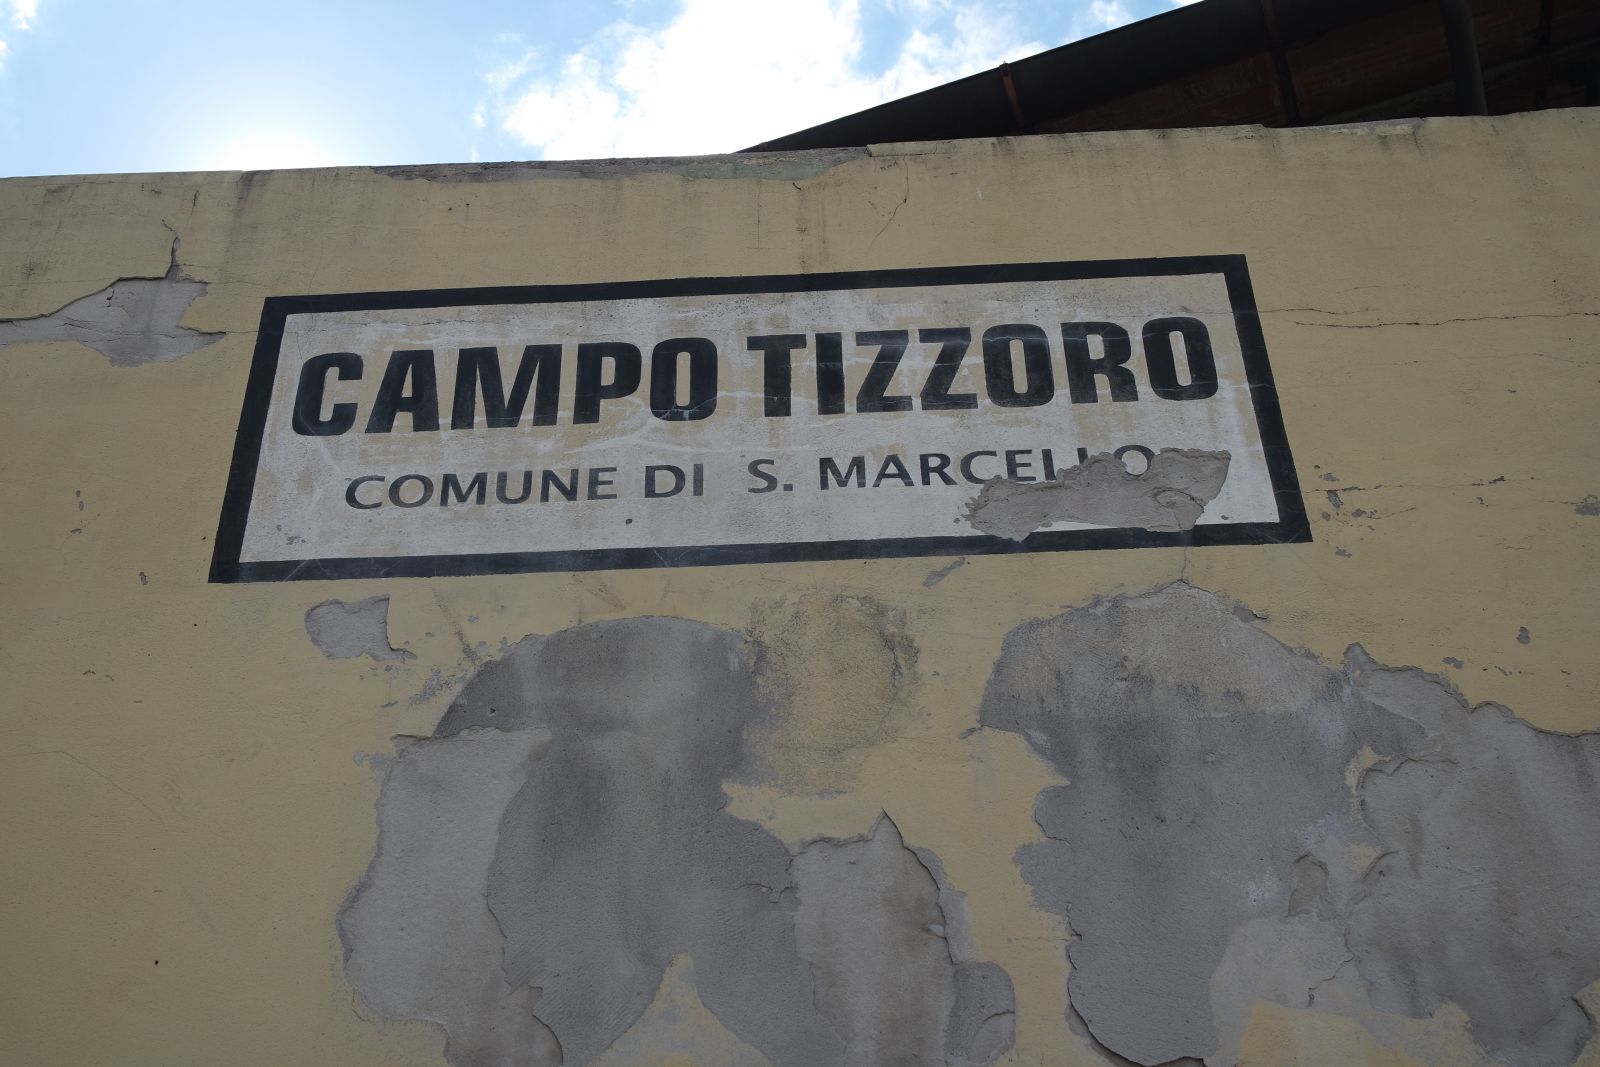 CAMPO TIZZORO
COMUNE DI S. MARCELLO